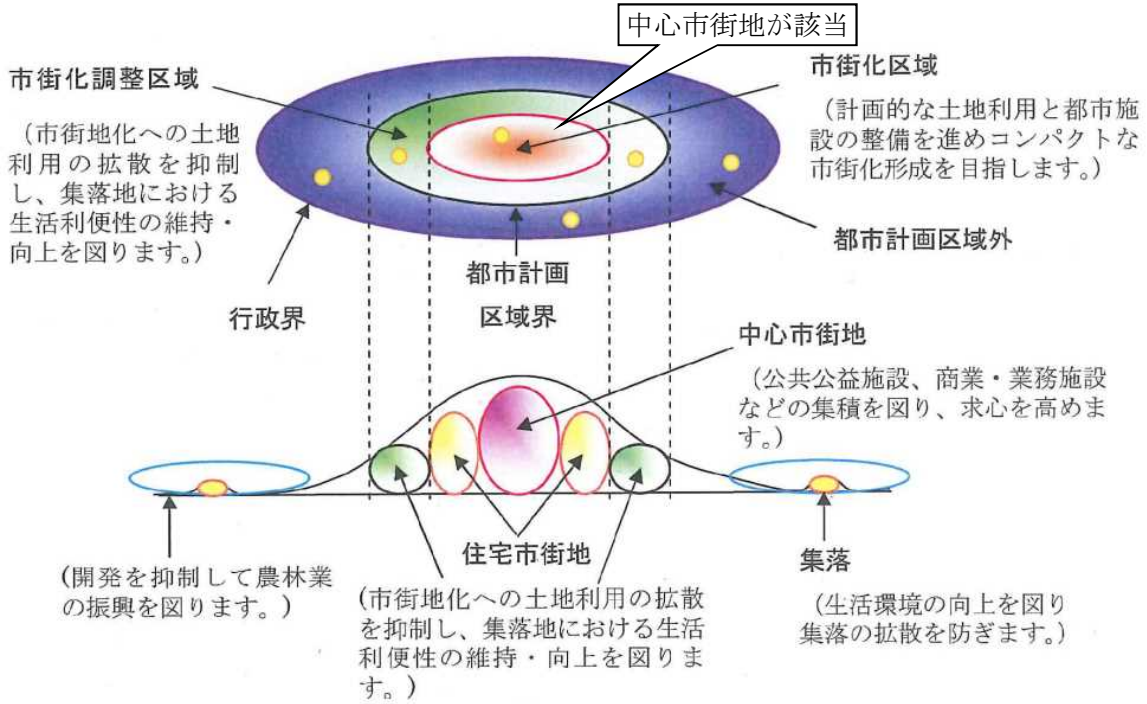 中心市街地が該当
市街化調整区域
（市街地化への土地
利用の拡散を抑制
し、集落地における
生活利便性の維持・
向上を図ります。）
市街化区域
（計画的な土地利用と都市施
設の整備を進めコンパクトな
市街化形成を目指します。）
都市計画区域外
都市計画
区域界
行政界
中心市街地
（公共公益施設、商業・業務施設
などの集積を図り、求心を高めま
す。）
住宅市街地
集落
(開発を抑制して農林業
の振興を図ります。）
(市街地化への土地利用の拡散
を抑制し、集落地における生活
利便性の維持・向上を図りま
す。）
（生活環境の向上を図り
集落の拡散を防ぎます。）